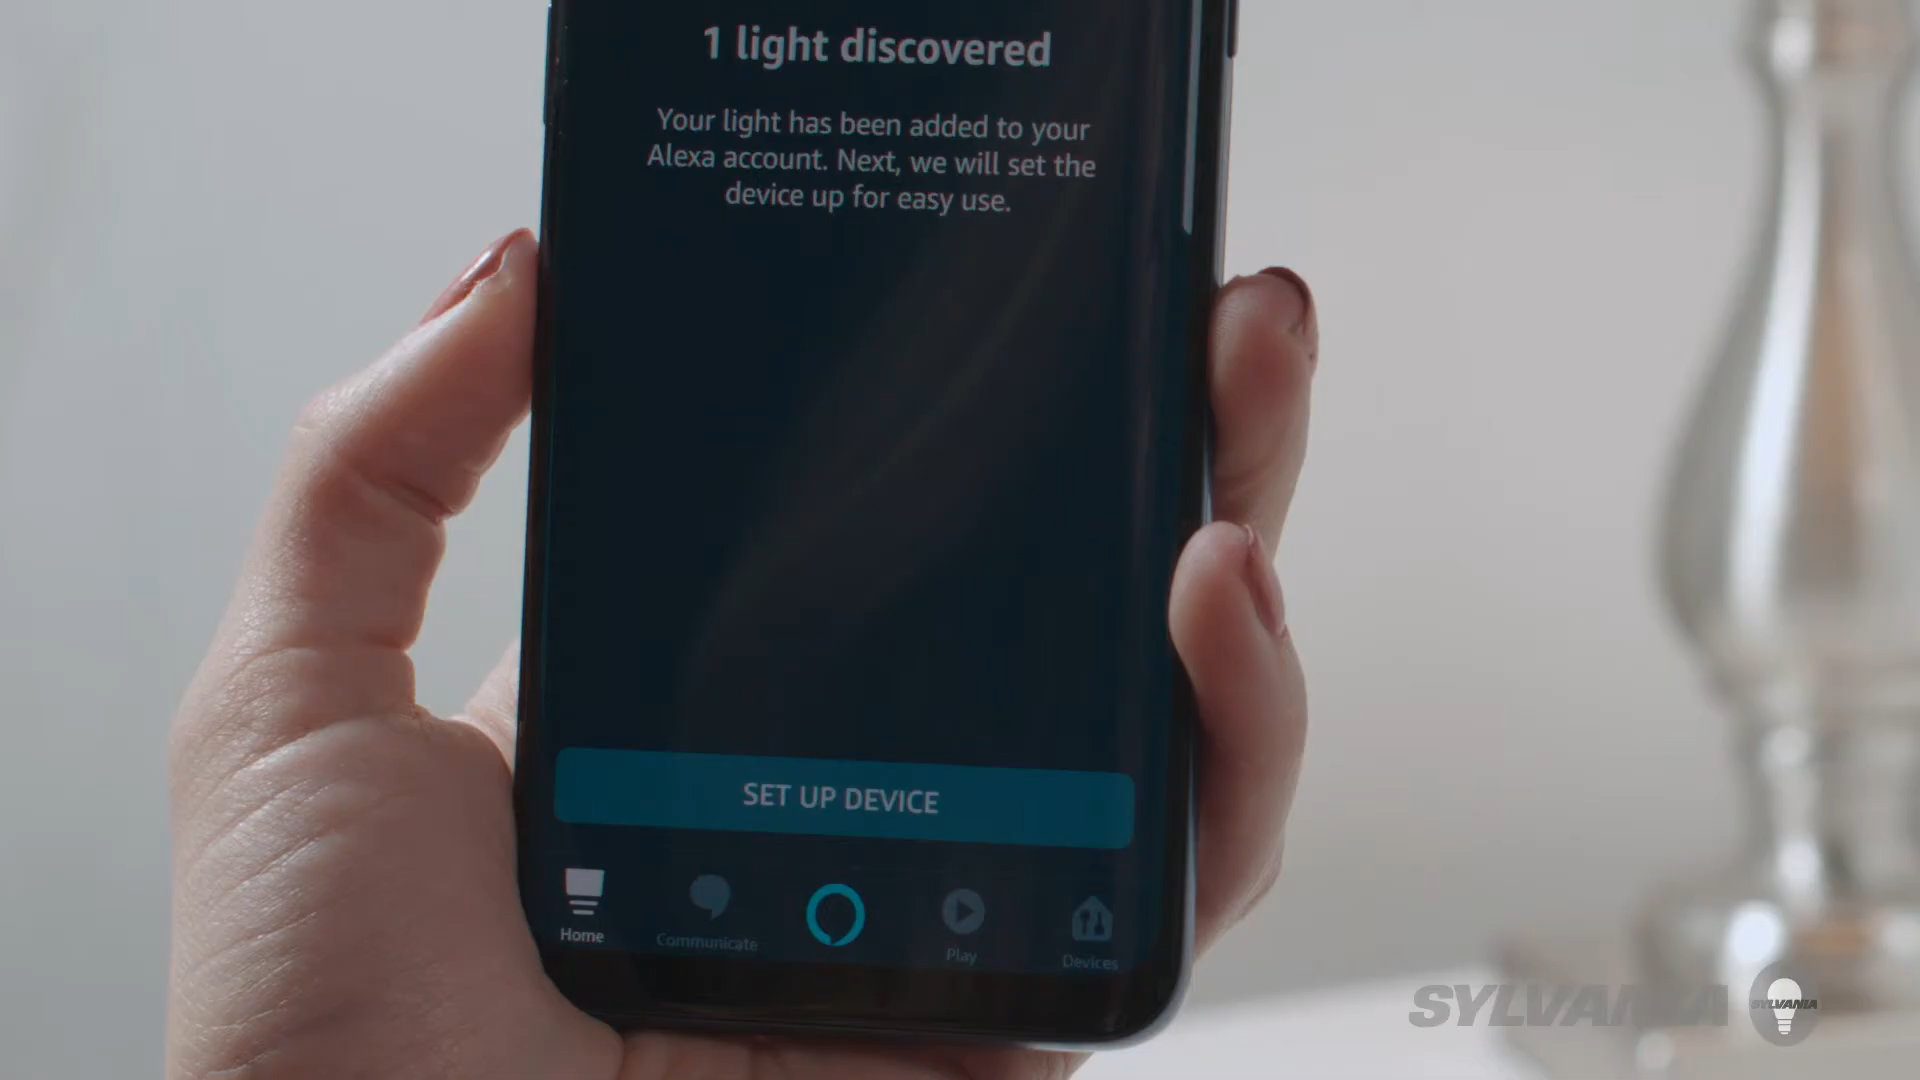 1 light discovered
Your light has been added to your
Alexa account. Next, we will set the
device up for easy use.
SET UP DEVICE
Home
Communicate
Play
Devices
SYLVANIA
SYLVANIA